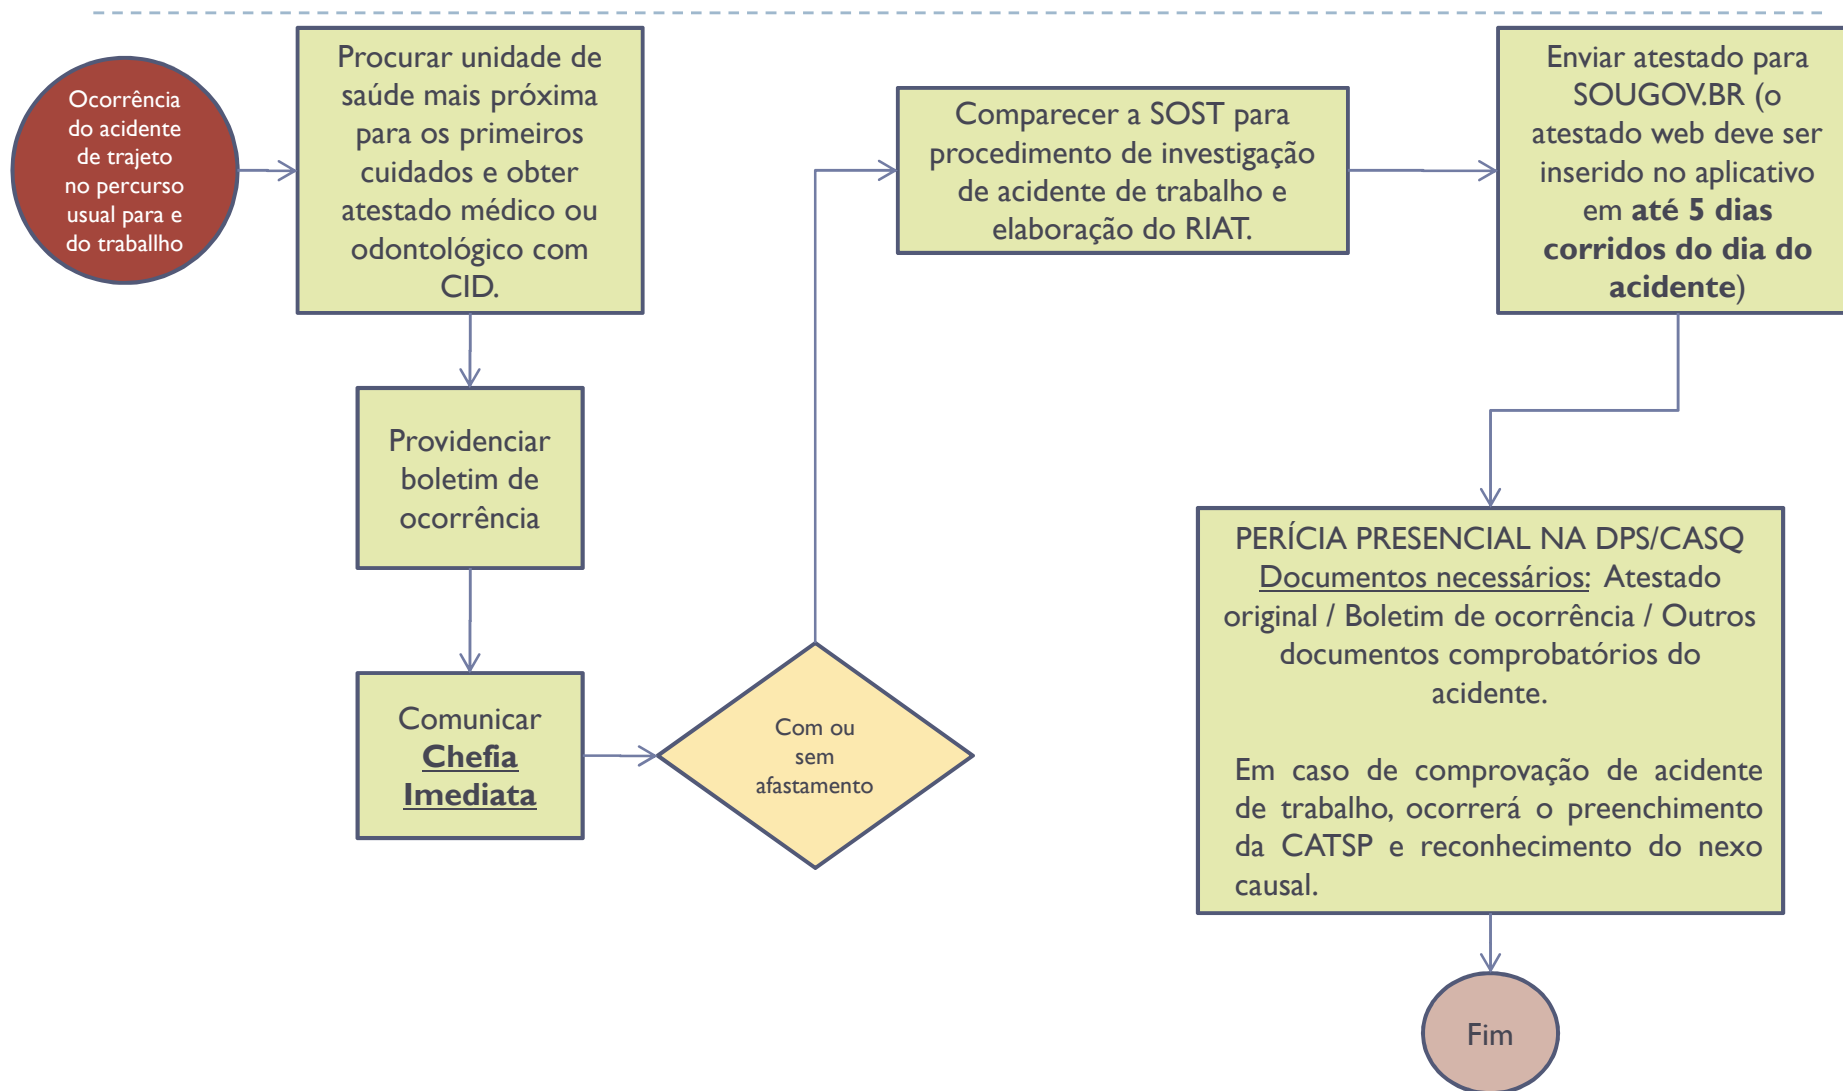 Ocorrência
do acidente
de trajeto
no percurso
usual para e
do traballho
Procurar unidade de
saúde mais próxima
para os primeiros
cuidados e obter
atestado médico ou
odontológico com
CID.
Providenciar
boletim de
ocorrência
Comunicar
Chefia
Imediata
Com ou
sem
afastamento
Comparecer a SOST para
procedimento de investigação
de acidente de trabalho e
elaboração do RIAT.
Enviar atestado para
SOUGOV.BR (o
atestado web deve ser
inserido no aplicativo
em até 5 dias
corridos do dia do
acidente)
PERÍCIA PRESENCIAL NA DPS/CASQ
Documentos necessários: Atestado
original / Boletim de ocorrência / Outros
documentos comprobatórios do
acidente.
Em caso de comprovação de acidente
de trabalho, ocorrerá o preenchimento
da CATSP e reconhecimento do nexo
causal.
Fim